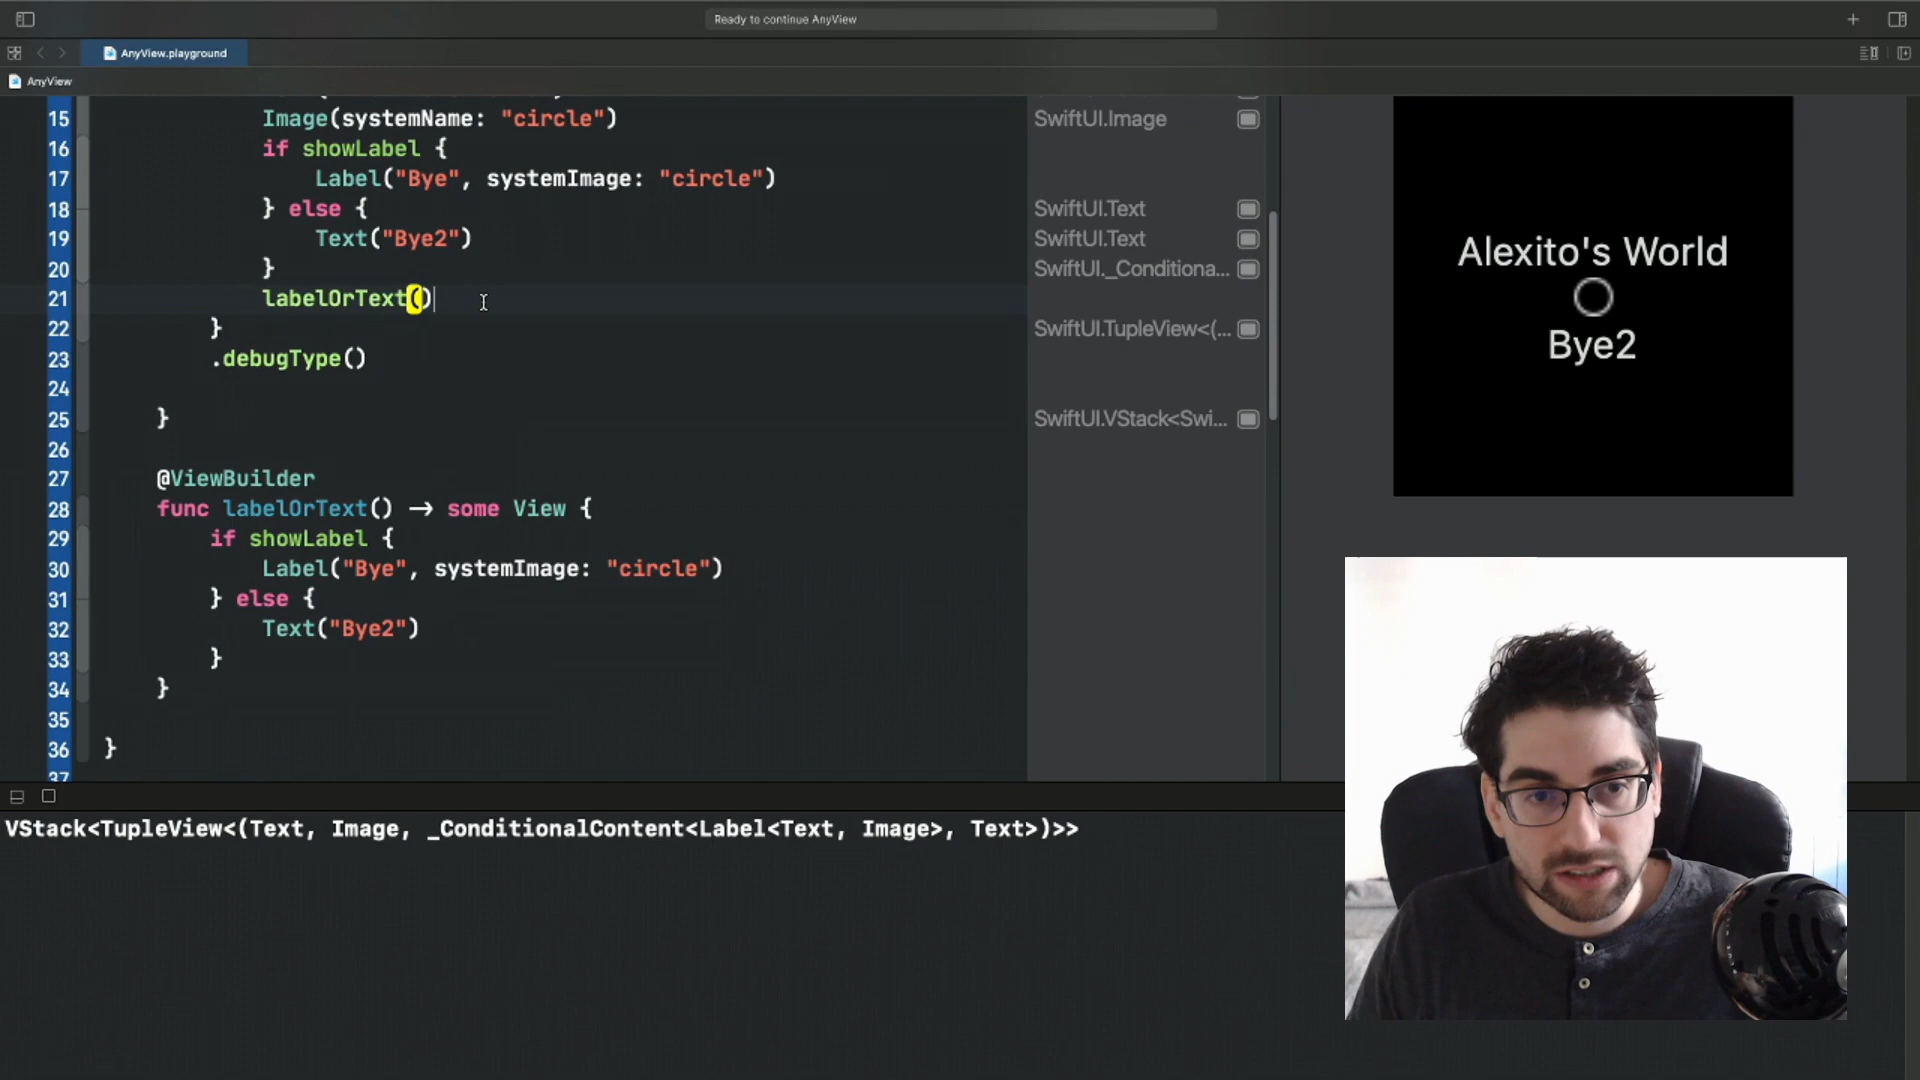 Ready to continue AnyView
AnyView.playground
AnyView
15 Image(systemName: "circle")
16 if showLabel {
17 Label("Bye", systemImage: "circle")
18 } else {
19 Text("Bye2")
20 }
21 labelOrText()
22 }
23 .debugType()
24
25 }
26
27 @ViewBuilder
28 func labelOrText() → some View {
29 if showLabel {
30 Label("Bye", systemImage: "circle")
31 } else {
32 Text("Bye2")
33 }
34 }
35
36 }
37
SwiftUI.Image
SwiftUI.Text
SwiftUI.Text
SwiftUI._Conditiona...
SwiftUI.TupleView<(...
SwiftUI.VStack<Swi...
Alexito's World
Bye2
VStack<TupleView<(Text, Image, _ConditionalContent<Label<Text, Image>, Text>)>>